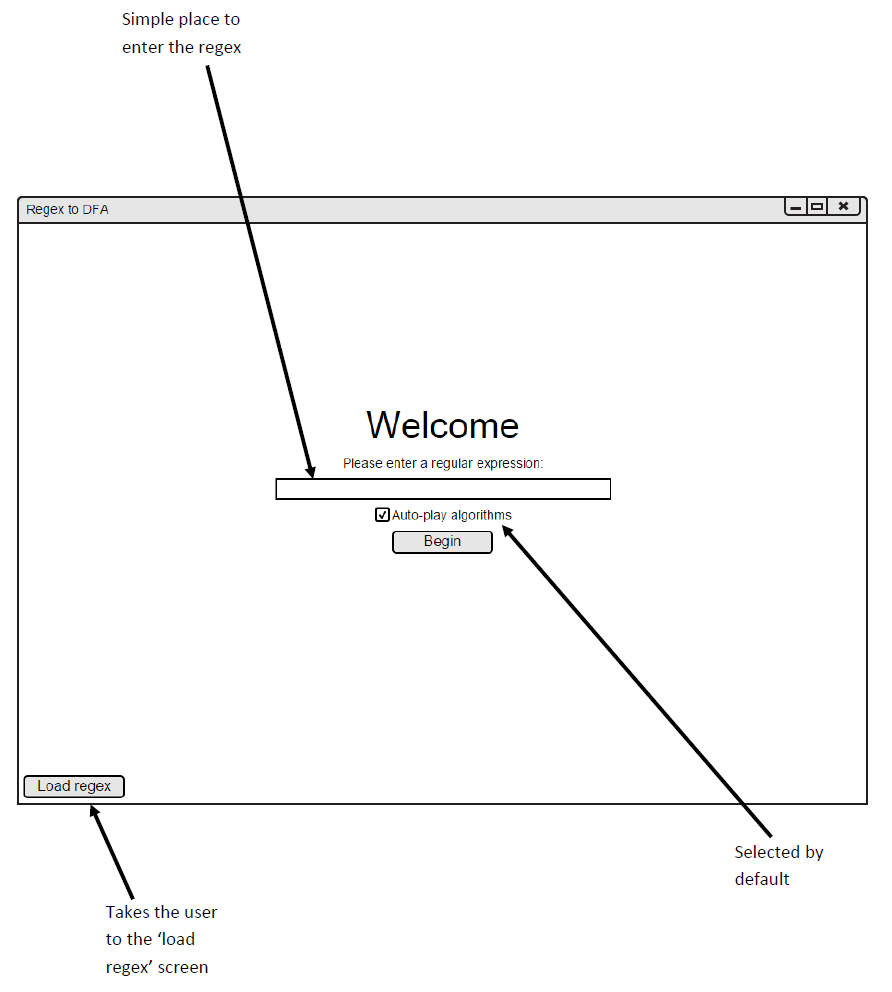 Simple place to
enter the regex
Regex to DFA
Welcome
Please enter a regular expression:
Auto-play algorithms
Begin
Load regex
Selected by
default
Takes the user
to the ‘load
regex’ screen